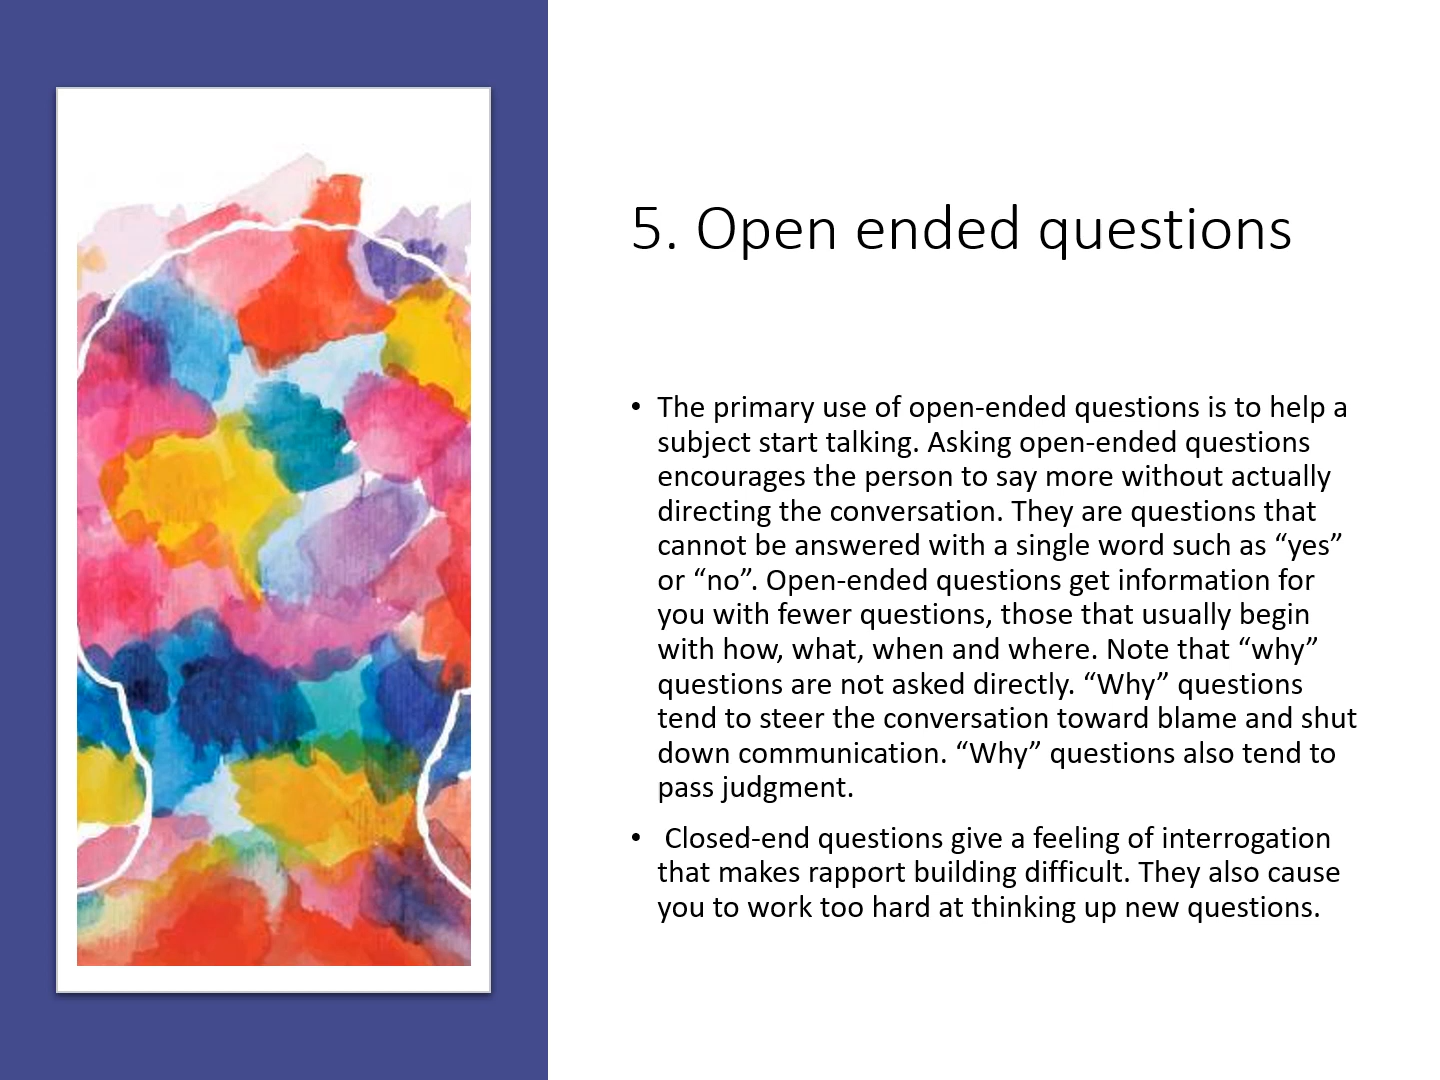 5. Open ended questions
• The primary use of open-ended questions is to help a
subject start talking. Asking open-ended questions
encourages the person to say more without actually
directing the conversation. They are questions that
cannot be answered with a single word such as “yes”
or “no”. Open-ended questions get information for
you with fewer questions, those that usually begin
with how, what, when and where. Note that “why”
questions are not asked directly. “Why” questions
tend to steer the conversation toward blame and shut
down communication. “Why” questions also tend to
pass judgment.
• Closed-end questions give a feeling of interrogation
that makes rapport building difficult. They also cause
you to work too hard at thinking up new questions.